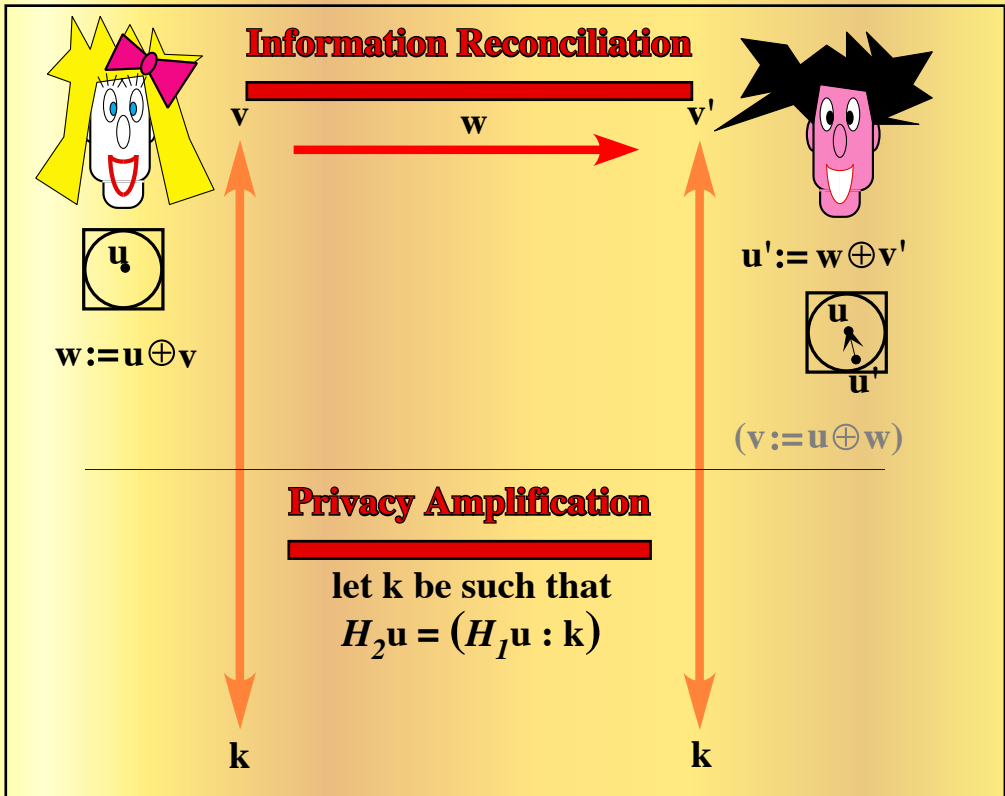 Information Reconciliation
v
v'
w
u
w:=u⊕v
u':= w⊕v'
u
u'
(v:=u⊕w)
Privacy Amplification
let k be such that
H₂u = (H₁u : k)
k
k